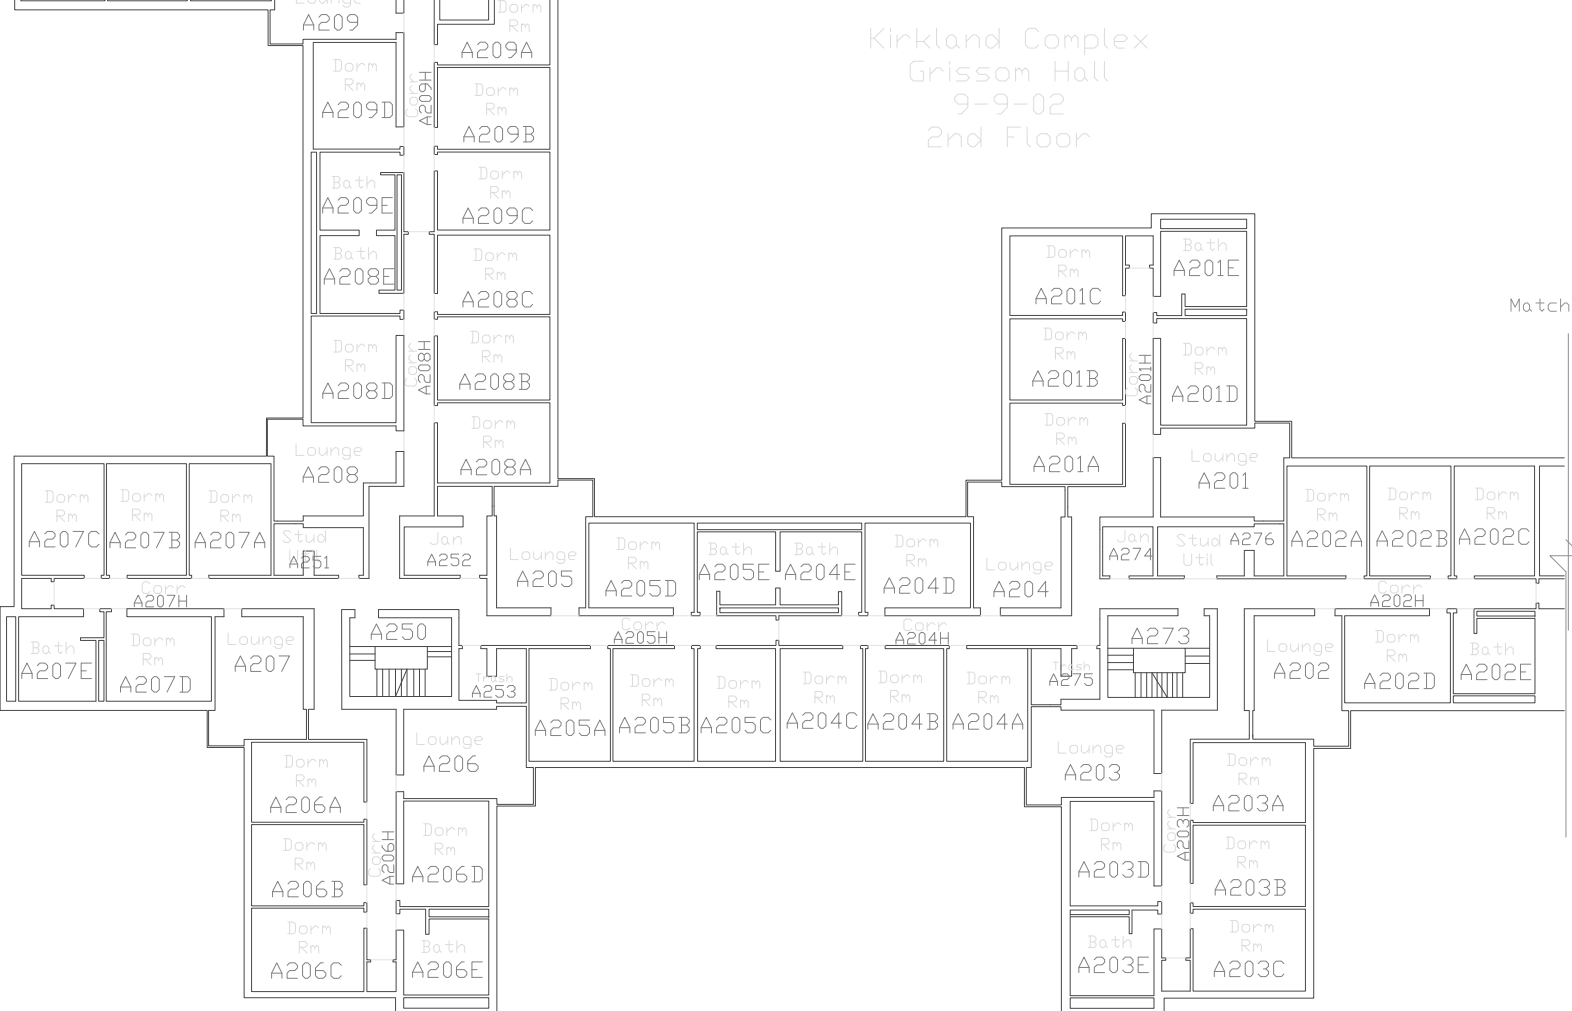 Lounge
A209
Dorm
Rm
A209A
Kirkland Complex
Grissom Hall
9-9-02
2nd Floor
Dorm
Rm
A209D
Corr
A209H
Dorm
Rm
A209B
Bath
A209E
Dorm
Rm
A209C
Bath
A208E
Dorm
Rm
A208C
Dorm
Rm
A208D
Corr
A208H
Dorm
Rm
A208B
Lounge
A208
Dorm
Rm
A208A
Dorm
Rm
A201C
Bath
A201E
Match
Dorm
Rm
A201B
Corr
A201H
Dorm
Rm
A201D
Dorm
Rm
A201A
Lounge
A201
Dorm
Rm
A207C
Dorm
Rm
A207B
Dorm
Rm
A207A
Stud
Util
A251
Jan
A252
Lounge
A205
Dorm
Rm
A205D
Bath
A205E
Bath
A204E
Dorm
Rm
A204D
Lounge
A204
Jan
A274
Stud
Util
A276
Dorm
Rm
A202A
Dorm
Rm
A202B
Dorm
Rm
A202C
Corr
A207H
Corr
A205H
Corr
A204H
Corr
A202H
Bath
A207E
Dorm
Rm
A207D
Lounge
A207
A250
Trash
A253
Dorm
Rm
A205A
Dorm
Rm
A205B
Dorm
Rm
A205C
Dorm
Rm
A204C
Dorm
Rm
A204B
Dorm
Rm
A204A
Trash
A275
A273
Lounge
A202
Dorm
Rm
A202D
Bath
A202E
Dorm
Rm
A206A
Lounge
A206
Lounge
A203
Dorm
Rm
A203A
Dorm
Rm
A206B
Corr
A206H
Dorm
Rm
A206D
Dorm
Rm
A203D
Corr
A203H
Dorm
Rm
A203B
Dorm
Rm
A206C
Bath
A206E
Bath
A203E
Dorm
Rm
A203C